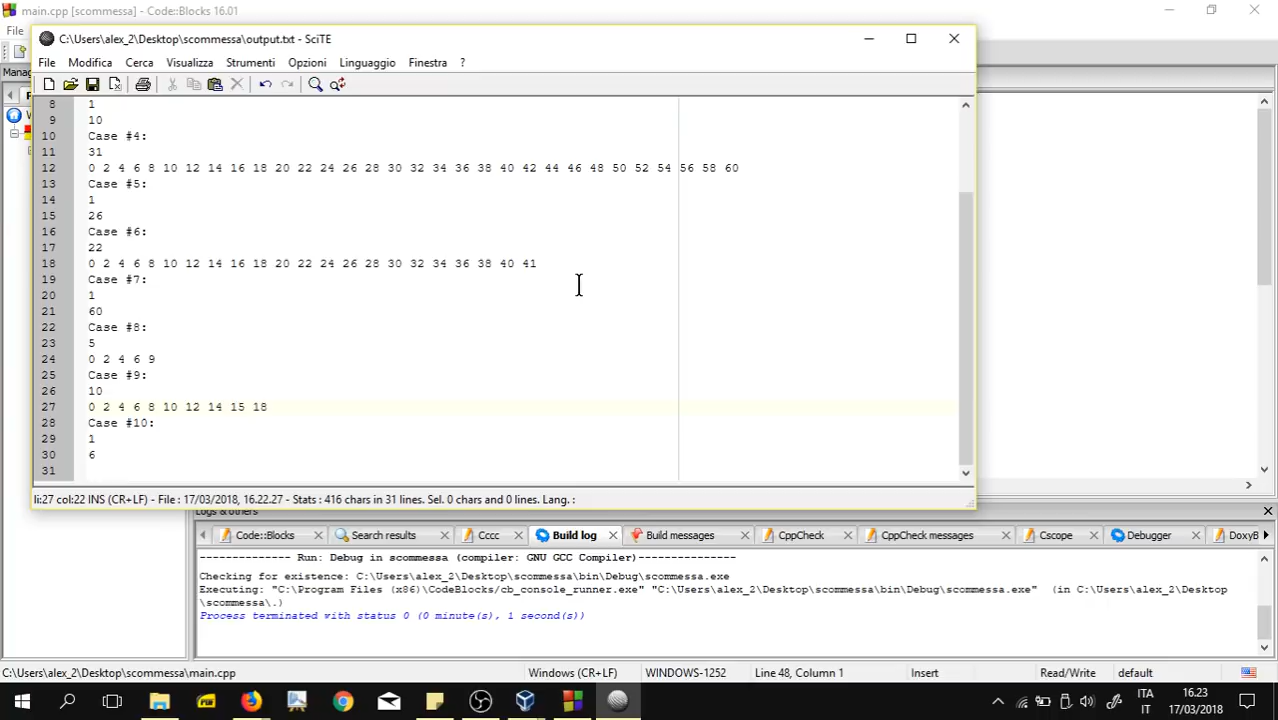 main.cpp [scommessa] - Code::Blocks 16.01
File
C:\Users\alex_2\Desktop\scommessa\output.txt - SciTE
File Modifica Cerca Visualizza Strumenti Opzioni Linguaggio Finestra ?
Mana
8 1
9 10
10 Case #4:
11 31
12 0 2 4 6 8 10 12 14 16 18 20 22 24 26 28 30 32 34 36 38 40 42 44 46 48 50 52 54 56 58 60
13 Case #5:
14 1
15 26
16 Case #6:
17 22
18 0 2 4 6 8 10 12 14 16 18 20 22 24 26 28 30 32 34 36 38 40 41
19 Case #7:
20 1
21 60
22 Case #8:
23 5
24 0 2 4 6 9
25 Case #9:
26 10
27 0 2 4 6 8 10 12 14 15 18
28 Case #10:
29 1
30 6
31
li:27 col:22 INS (CR+LF) - File : 17/03/2018, 16.22.27 - Stats : 416 chars in 31 lines. Sel. 0 chars and 0 lines. Lang. :
Logs & others
Code::Blocks Search results Cccc Build log Build messages CppCheck CppCheck messages Cscope Debugger DoxyB
-------------- Run: Debug in scommessa (compiler: GNU GCC Compiler)---------------
Checking for existence: C:\Users\alex_2\Desktop\scommessa\bin\Debug\scommessa.exe
Executing: "C:\Program Files (x86)\CodeBlocks/cb_console_runner.exe" "C:\Users\alex_2\Desktop\scommessa\bin\Debug\scommessa.exe" (in C:\Users\alex_2\Desktop
\scommessa\.)
Process terminated with status 0 (0 minute(s), 1 second(s))
C:\Users\alex_2\Desktop\scommessa\main.cpp Windows (CR+LF) WINDOWS-1252 Line 48, Column 1 Insert Read/Write default
ITA 16.23
IT 17/03/2018